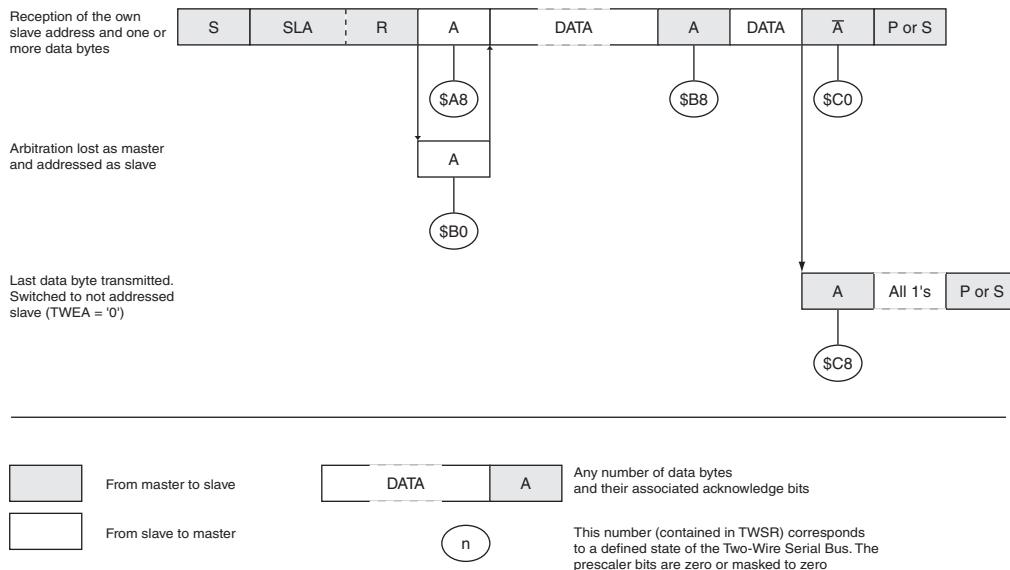 Reception of the own
slave address and one or
more data bytes
S SLA R A DATA A DATA A̅ P or S
$A8 $B8 $C0
Arbitration lost as master
and addressed as slave
A
$B0
Last data byte transmitted.
Switched to not addressed
slave (TWEA = '0')
A All 1's P or S
$C8
From master to slave
DATA A
Any number of data bytes
and their associated acknowledge bits
From slave to master
n
This number (contained in TWSR) corresponds
to a defined state of the Two-Wire Serial Bus. The
prescaler bits are zero or masked to zero